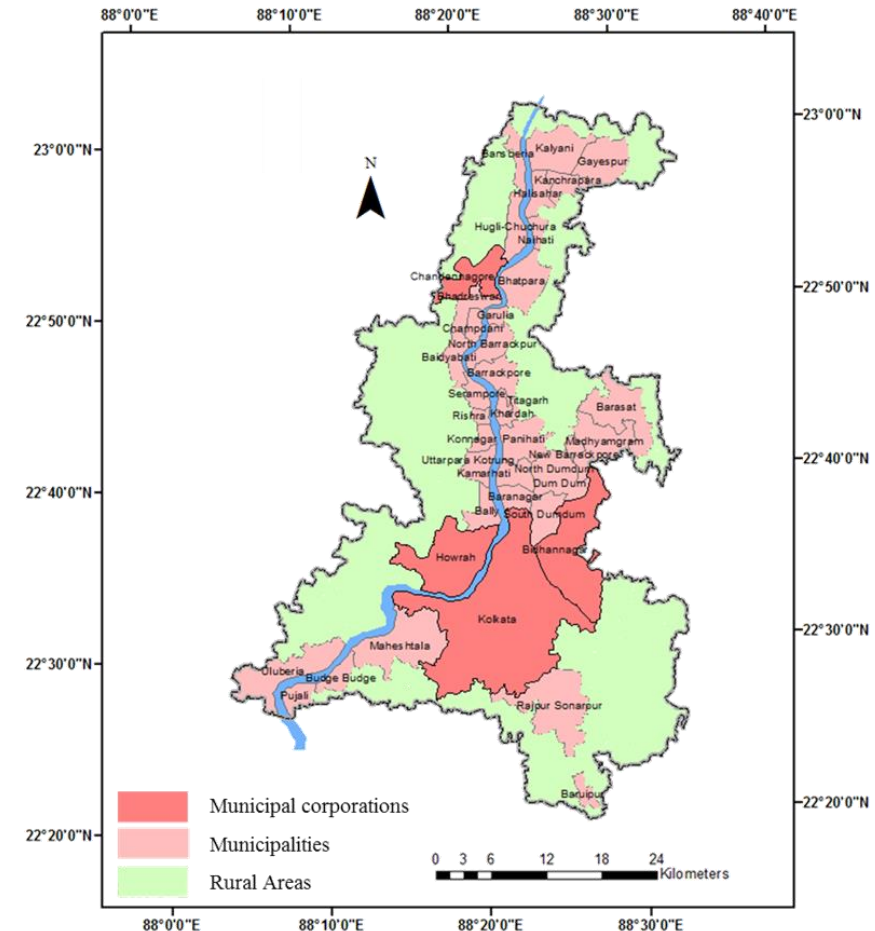 88°0'0"E 88°10'0"E 88°20'0"E 88°30'0"E 88°40'0"E
23°0'0"N
23°0'0"N
N
Bansberia
Kalyani
Gayespur
Kanchrapara
Halisahar
Hugli-Chuchura
Naihati
Chandannagore
Bhatpara
22°50'0"N
Bhadreswar
Garulia
22°50'0"N
Champdani
North Barrackpur
Baidyabati
Barrackpore
Serampore
Titagarh
Barasat
Rishra
Khardah
Konnagar
Panihati
Madhyamgram
New Barrackpore
22°40'0"N
Uttarpara Kotrung
North Dumdum
Kamarhati
Dum Dum
22°40'0"N
Baranagar
Bally
South Dumdum
Bidhannagar
Howrah
Kolkata
22°30'0"N
Maheshtala
22°30'0"N
Uluberia
Budge Budge
Pujali
Rajpur Sonarpur
Baruipur
22°20'0"N
Municipal corporations
22°20'0"N
Municipalities
Rural Areas
0 3 6 12 18 24
Kilometers
88°0'0"E 88°10'0"E 88°20'0"E 88°30'0"E